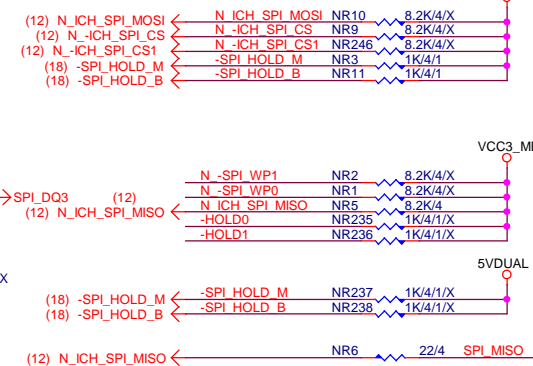 (12) N_ICH_SPI_MOSI N_ICH_SPI_MOSI NR10 8.2K/4/X
(12) N_-ICH_SPI_CS N_-ICH_SPI_CS NR9 8.2K/4/X
(12) N_-ICH_SPI_CS1 N_-ICH_SPI_CS1 NR246 8.2K/4/X
(18) -SPI_HOLD_M -SPI_HOLD_M NR3 1K/4/1
(18) -SPI_HOLD_B -SPI_HOLD_B NR11 1K/4/1
VCC3_M
N_-SPI_WP1 NR2 8.2K/4/X
SPI_DQ3 (12) N_-SPI_WP0 NR1 8.2K/4/X
(12) N_ICH_SPI_MISO N_ICH_SPI_MISO NR5 8.2K/4
-HOLD0 NR235 1K/4/1/X
-HOLD1 NR236 1K/4/1/X
5VDUAL
X
(18) -SPI_HOLD_M -SPI_HOLD_M NR237 1K/4/1/X
(18) -SPI_HOLD_B -SPI_HOLD_B NR238 1K/4/1/X
(12) N_ICH_SPI_MISO NR6 22/4 SPI_MISO